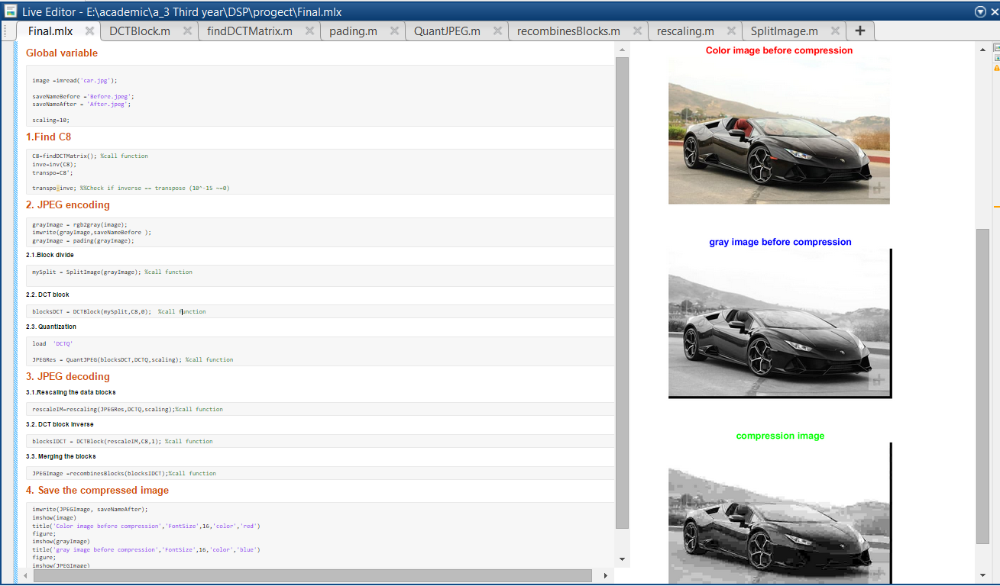 Live Editor - E:\academic\a_3 Third year\DSP\progect\Final.mlx
Final.mlx
DCTBlock.m
findDCTMatrix.m
pading.m
QuantJPEG.m
recombinesBlocks.m
rescaling.m
SplitImage.m
Global variable
image =imread('car.jpg');
saveNameBefore ='Before.jpeg';
saveNameAfter = 'After.jpeg';
scaling=10;
1.Find C8
C8=findDCTMatrix(); %call function
inve=inv(C8);
transpo=C8';
transpo-inve; %%Check if inverse == transpose (10^-15 ~=0)
2. JPEG encoding
grayImage = rgb2gray(image);
imwrite(grayImage,saveNameBefore );
grayImage = pading(grayImage);
2.1.Block divide
mySplit = SplitImage(grayImage); %call function
2.2. DCT block
blocksDCT = DCTBlock(mySplit,C8,0);  %call function
2.3. Quantization
load  'DCTQ'
JPEGRes = QuantJPEG(blocksDCT,DCTQ,scaling); %call function
3. JPEG decoding
3.1.Rescaling the data blocks
rescaleIM=rescaling(JPEGRes,DCTQ,scaling);%call function
3.2. DCT block inverse
blocksIDCT = DCTBlock(rescaleIM,C8,1); %call function
3.3. Merging the blocks
JPEGImage =recombinesBlocks(blocksIDCT);%call function
4. Save the compressed image
imwrite(JPEGImage, saveNameAfter);
imshow(image)
title('Color image before compression','FontSize',16,'color','red')
figure;
imshow(grayImage)
title('gray image before compression','FontSize',16,'color','blue')
figure;
imshow(JPEGImage)
Color image before compression
gray image before compression
compression image